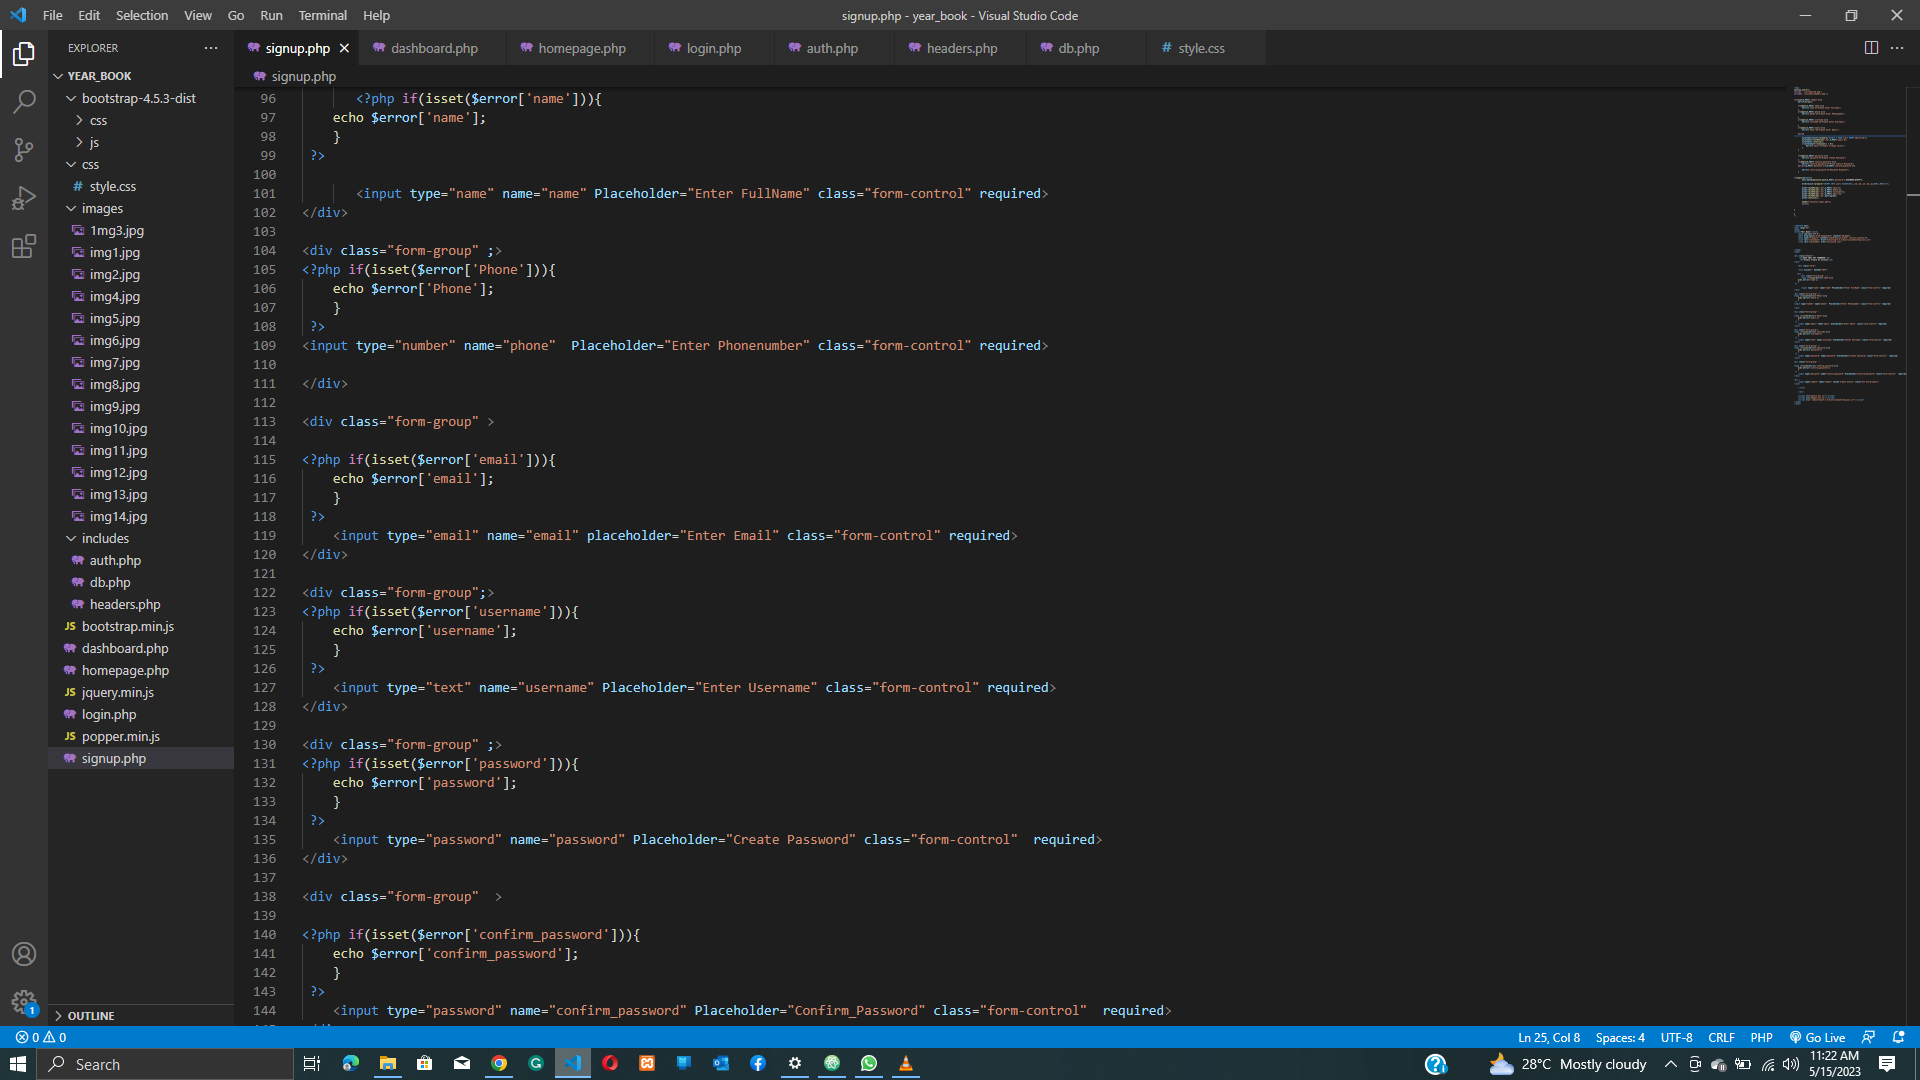 File Edit Selection View Go Run Terminal Help
signup.php - year_book - Visual Studio Code
EXPLORER
signup.php
dashboard.php
homepage.php
login.php
auth.php
headers.php
db.php
# style.css
YEAR_BOOK
bootstrap-4.5.3-dist
css
js
css
# style.css
images
1mg3.jpg
img1.jpg
img2.jpg
img4.jpg
img5.jpg
img6.jpg
img7.jpg
img8.jpg
img9.jpg
img10.jpg
img11.jpg
img12.jpg
img13.jpg
img14.jpg
includes
auth.php
db.php
headers.php
JS bootstrap.min.js
dashboard.php
homepage.php
JS jquery.min.js
login.php
JS popper.min.js
signup.php
OUTLINE
signup.php
96 <?php if(isset($error['name'])){
97 echo $error['name'];
98 }
99 ?>
100
101 <input type="name" name="name" Placeholder="Enter FullName" class="form-control" required>
102 </div>
103
104 <div class="form-group" ;>
105 <?php if(isset($error['Phone'])){
106 echo $error['Phone'];
107 }
108 ?>
109 <input type="number" name="phone"  Placeholder="Enter Phonenumber" class="form-control" required>
110
111 </div>
112
113 <div class="form-group" >
114
115 <?php if(isset($error['email'])){
116 echo $error['email'];
117 }
118 ?>
119 <input type="email" name="email" placeholder="Enter Email" class="form-control" required>
120 </div>
121
122 <div class="form-group";>
123 <?php if(isset($error['username'])){
124 echo $error['username'];
125 }
126 ?>
127 <input type="text" name="username" Placeholder="Enter Username" class="form-control" required>
128 </div>
129
130 <div class="form-group" ;>
131 <?php if(isset($error['password'])){
132 echo $error['password'];
133 }
134 ?>
135 <input type="password" name="password" Placeholder="Create Password" class="form-control"  required>
136 </div>
137
138 <div class="form-group"  >
139
140 <?php if(isset($error['confirm_password'])){
141 echo $error['confirm_password'];
142 }
143 ?>
144 <input type="password" name="confirm_password" Placeholder="Confirm_Password" class="form-control"  required>
0 0
Ln 25, Col 8 Spaces: 4 UTF-8 CRLF PHP Go Live
Search
28°C Mostly cloudy
11:22 AM
5/15/2023